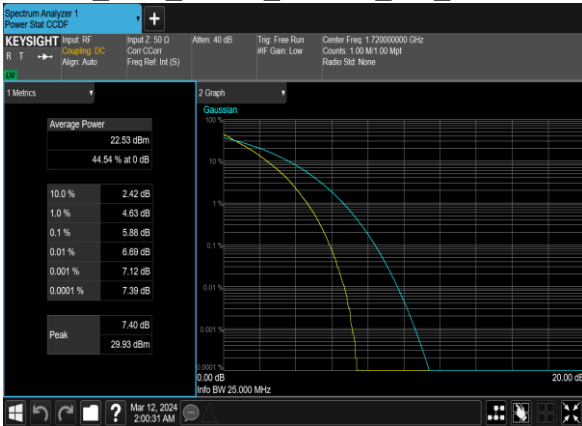 Spectrum Analyzer 1
Power Stat CCDF
KEYSIGHT
R T
LXI
Input: RF
Coupling: DC
Align: Auto
Input Z: 50 Ω
Corr CCorr
Freq Ref: Int (S)
Atten: 40 dB
Trig: Free Run
#IF Gain: Low
Center Freq: 1.720000000 GHz
Counts: 1.00 M/1.00 Mpt
Radio Std: None
1 Metrics
Average Power
22.53 dBm
44.54 % at 0 dB
10.0 % 2.42 dB
1.0 % 4.63 dB
0.1 % 5.88 dB
0.01 % 6.69 dB
0.001 % 7.12 dB
0.0001 % 7.39 dB
Peak
7.40 dB
29.93 dBm
2 Graph
Gaussian
100 %
10 %
1 %
0.1 %
0.01 %
0.001 %
0.0001 %
0.00 dB
20.00 dB
Info BW 25.000 MHz
?
Mar 12, 2024
2:00:31 AM